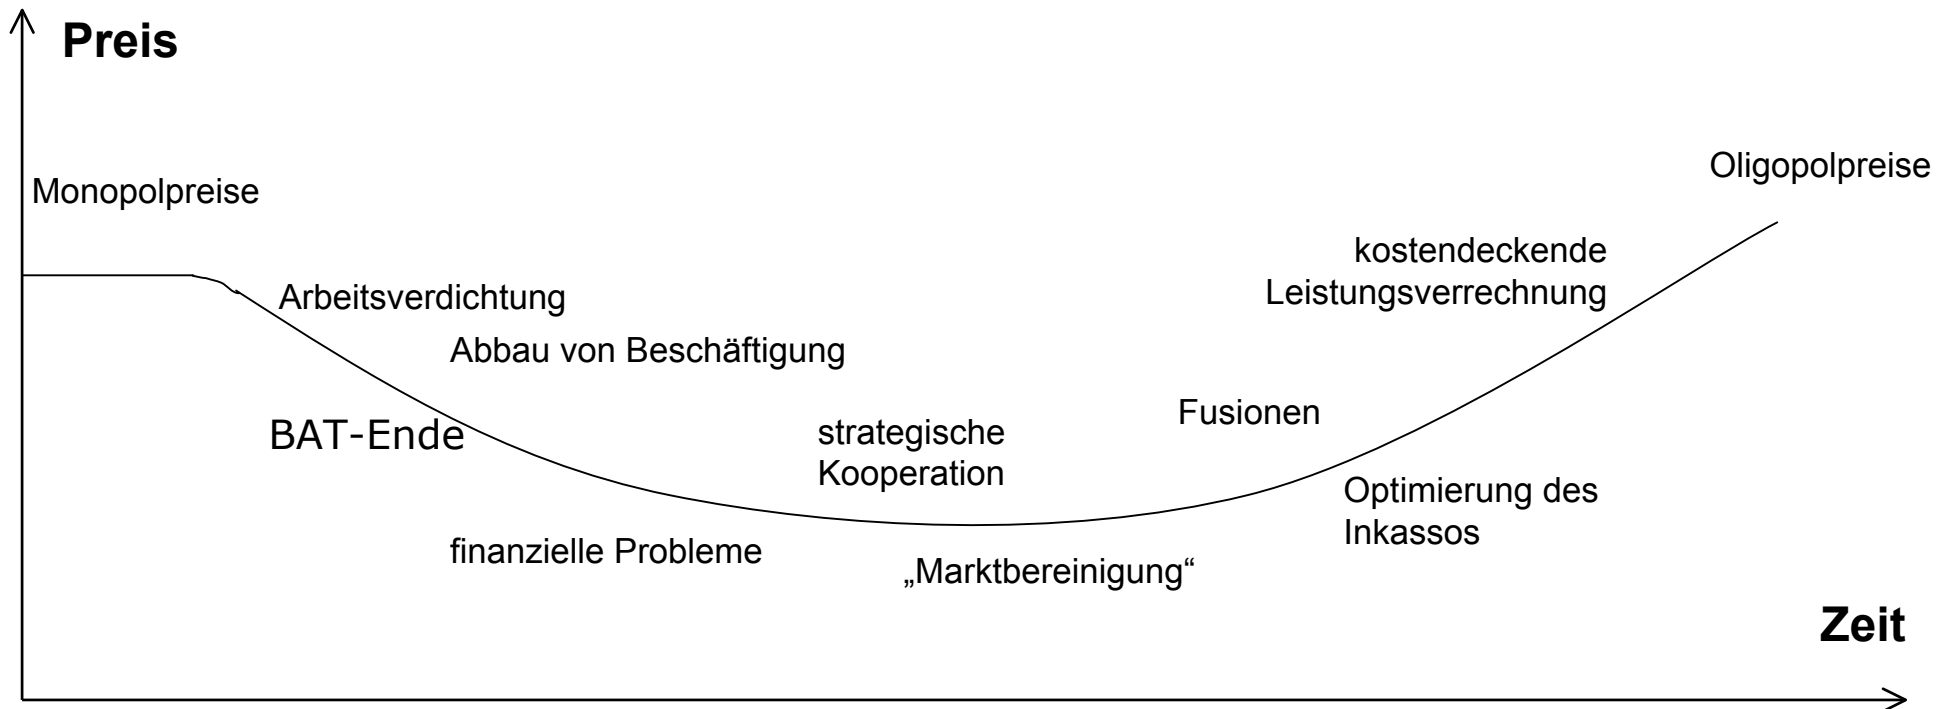 Preis
Oligopolpreise
Monopolpreise
kostendeckende
Leistungsverrechnung
Arbeitsverdichtung
Abbau von Beschäftigung
Fusionen
BAT-Ende
strategische
Kooperation
Optimierung des
Inkassos
finanzielle Probleme
„Marktbereinigung“
Zeit